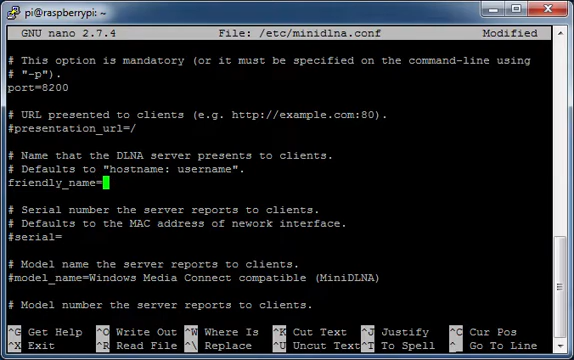 pi@raspberrypi: ~
GNU nano 2.7.4 File: /etc/minidlna.conf Modified
# This option is mandatory (or it must be specified on the command-line using
# "-p").
port=8200
# URL presented to clients (e.g. http://example.com:80).
#presentation_url=/
# Name that the DLNA server presents to clients.
# Defaults to "hostname: username".
friendly_name=
# Serial number the server reports to clients.
# Defaults to the MAC address of nework interface.
#serial=
# Model name the server reports to clients.
#model_name=Windows Media Connect compatible (MiniDLNA)
# Model number the server reports to clients.
^G Get Help ^O Write Out ^W Where Is ^K Cut Text ^J Justify ^C Cur Pos
^X Exit ^R Read File ^\ Replace ^U Uncut Text ^T To Spell ^_ Go To Line